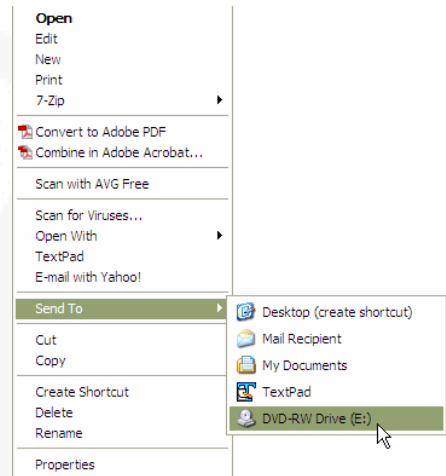 Open
Edit
New
Print
7-Zip
Convert to Adobe PDF
Combine in Adobe Acrobat...
Scan with AVG Free
Scan for Viruses...
Open With
TextPad
E-mail with Yahoo!
Send To
Cut
Copy
Create Shortcut
Delete
Rename
Properties
Desktop (create shortcut)
Mail Recipient
My Documents
TextPad
DVD-RW Drive (E:)